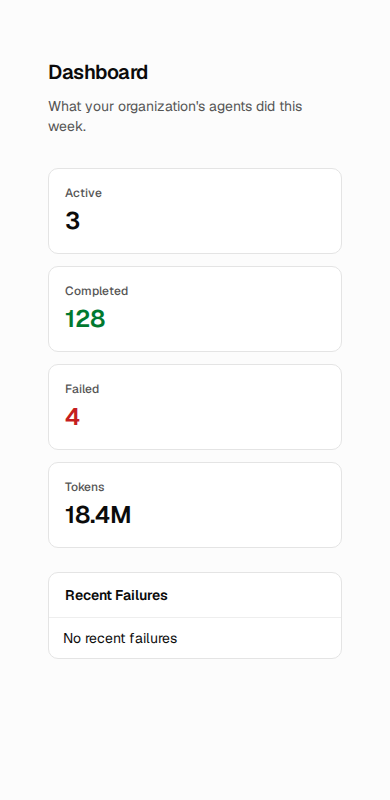 Dashboard
What your organization's agents did this
week.
Active
3
Completed
128
Failed
4
Tokens
18.4M
Recent Failures
No recent failures